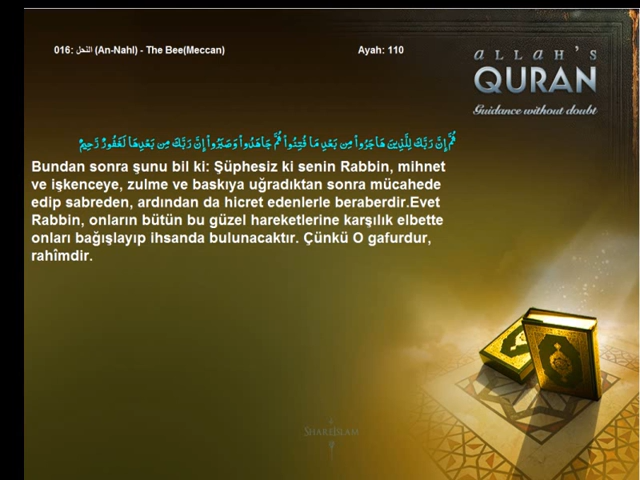 016: النحل (An-Nahl) - The Bee(Meccan) Ayah: 110
ALLAH'S
QURAN
Guidance without doubt
ثُمَّ إِنَّ رَبَّكَ لِلَّذِينَ هَاجَرُواْ مِن بَعْدِ مَا فُتِنُواْ ثُمَّ جَاهَدُواْ وَصَبَرُواْ إِنَّ رَبَّكَ مِن بَعْدِهَا لَغَفُورٌ رَّحِيمٌ
Bundan sonra şunu bil ki: Şüphesiz ki senin Rabbin, mihnet
ve işkenceye, zulme ve baskıya uğradıktan sonra mücahede
edip sabreden, ardından da hicret edenlerle beraberdir.Evet
Rabbin, onların bütün bu güzel hareketlerine karşılık elbette
onları bağışlayıp ihsanda bulunacaktır. Çünkü O gafurdur,
rahîmdir.
SHAREISLAM